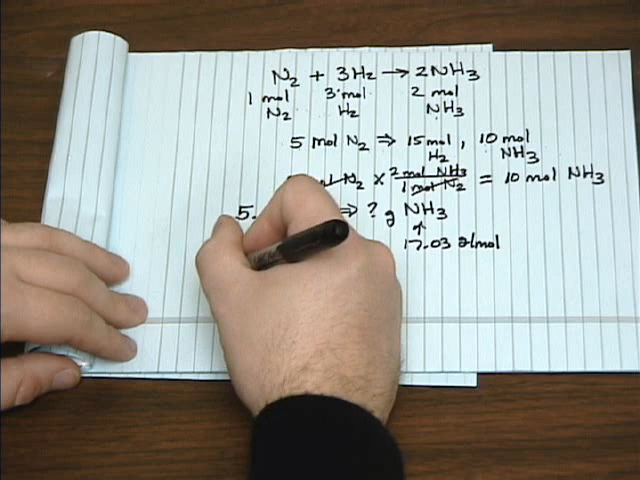 N₂ + 3H₂ → 2NH₃
1 mol 3 mol 2 mol
N₂ H₂ NH₃
5 mol N₂ ⇒ 15 mol, 10 mol
H₂ NH₃
N₂ × 2 mol NH₃ / 1 mol N₂ = 10 mol NH₃
5. ⇒ ? g NH₃
↑
17.03 g/mol